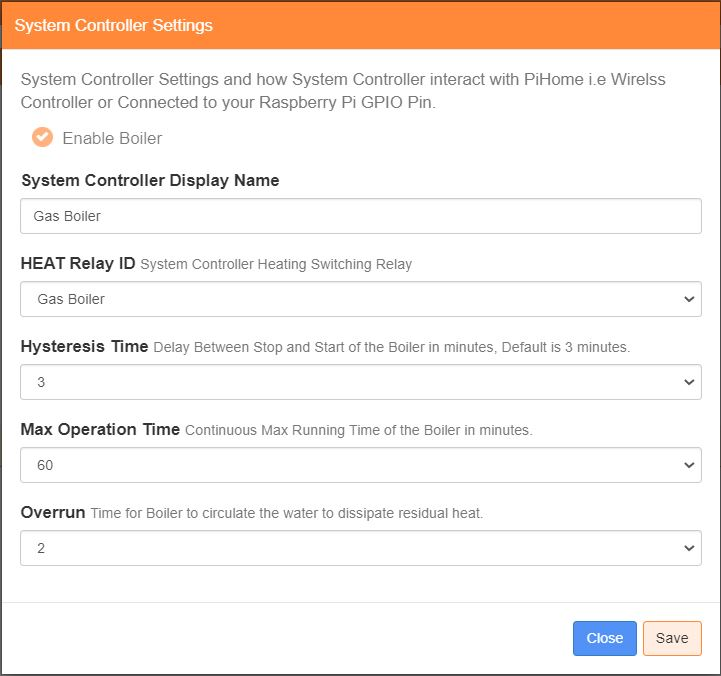 System Controller Settings
System Controller Settings and how System Controller interact with PiHome i.e Wirelss
Controller or Connected to your Raspberry Pi GPIO Pin.
Enable Boiler
System Controller Display Name
Gas Boiler
HEAT Relay ID System Controller Heating Switching Relay
Gas Boiler
Hysteresis Time Delay Between Stop and Start of the Boiler in minutes, Default is 3 minutes.
3
Max Operation Time Continuous Max Running Time of the Boiler in minutes.
60
Overrun Time for Boiler to circulate the water to dissipate residual heat.
2
Close Save